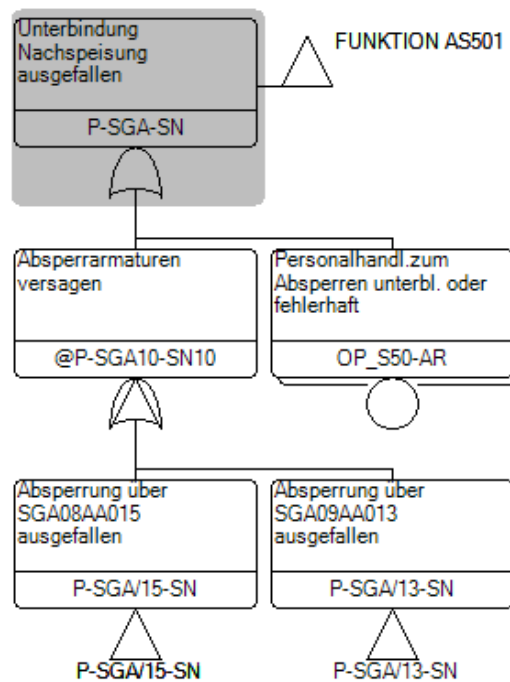 Unterbindung
Nachspeisung
ausgefallen
P-SGA-SN
FUNKTION AS501
Absperrarmaturen
versagen
@P-SGA10-SN10
Personalhandl.zum
Absperren unterbl. oder
fehlerhaft
OP_S50-AR
Absperrung über
SGA08AA015
ausgefallen
P-SGA/15-SN
P-SGA/15-SN
Absperrung über
SGA09AA013
ausgefallen
P-SGA/13-SN
P-SGA/13-SN